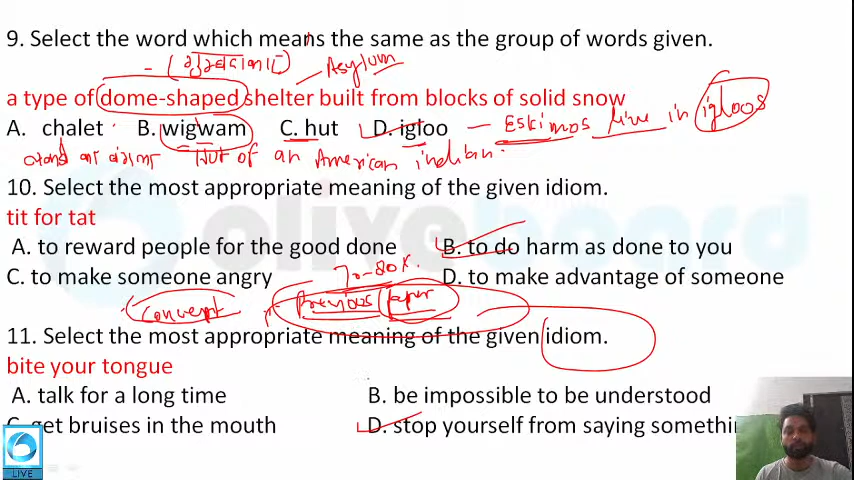 9. Select the word which means the same as the group of words given.
Asylum
a type of dome-shaped shelter built from blocks of solid snow
A. chalet B. wigwam C. hut D. igloo — Eskimos live in igloos
Hut of an American indian.
10. Select the most appropriate meaning of the given idiom.
tit for tat
A. to reward people for the good done B. to do harm as done to you
C. to make someone angry D. to make advantage of someone
70-80%.
Convept Previous paper
11. Select the most appropriate meaning of the given idiom.
bite your tongue
A. talk for a long time B. be impossible to be understood
C. get bruises in the mouth D. stop yourself from saying somethin
LIVE
oliveboard